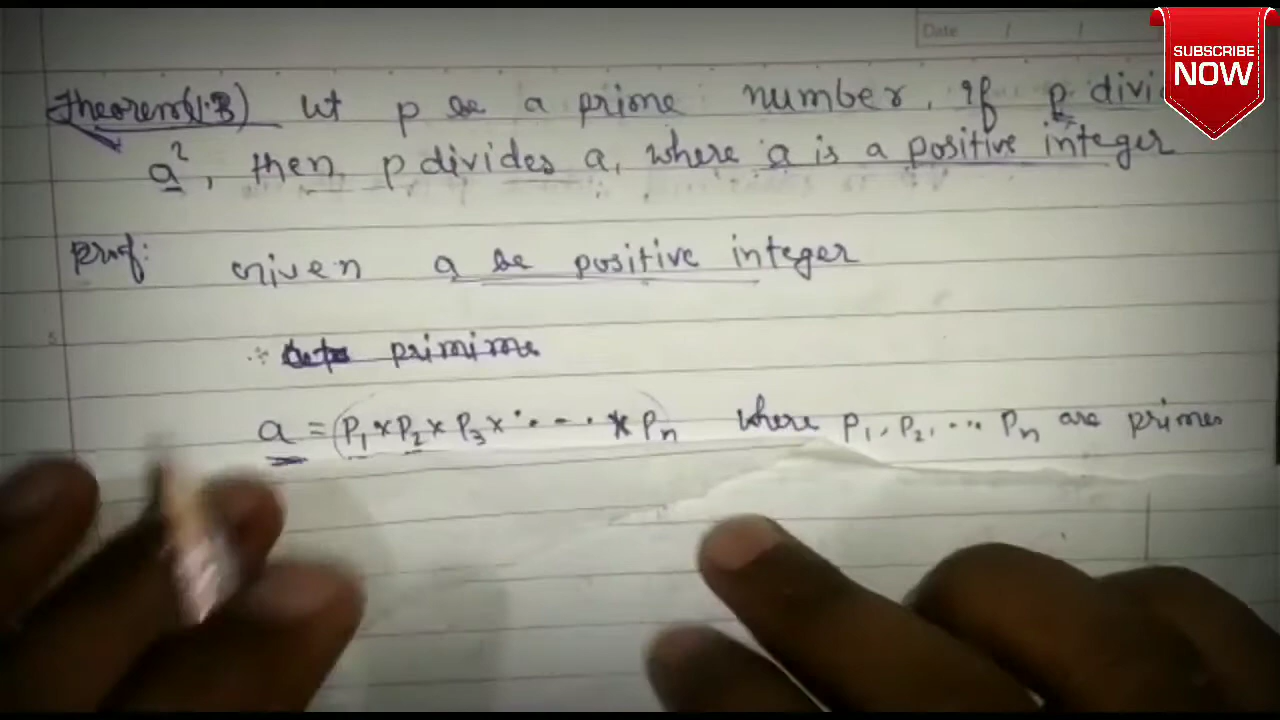 Date / /
SUBSCRIBE
NOW
Theorem(1.3) Let p be a prime number. If p divi
a², then p divides a, where a is a positive integer
Proof: Given a be positive integer
a = P₁ × P₂ × P₃ × · - - · × Pₙ where P₁, P₂, ... Pₙ are primes